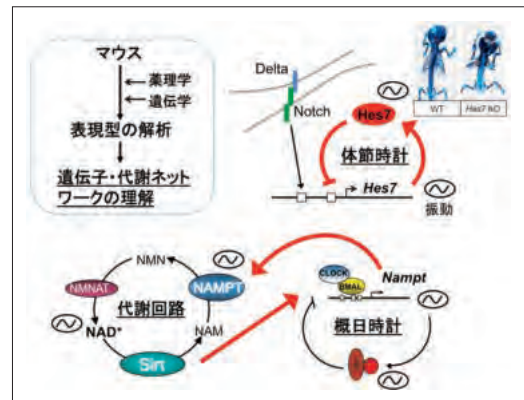 マウス
薬理学
遺伝学
表現型の解析
遺伝子・代謝ネット
ワークの理解
Delta
Notch
Hes7
WT
Hes7 KO
体節時計
Hes7
振動
NMN
NMNAT
NAMPT
代謝回路
NAD+
NAM
Sirt
CLOCK
BMAL
Nampt
概日時計